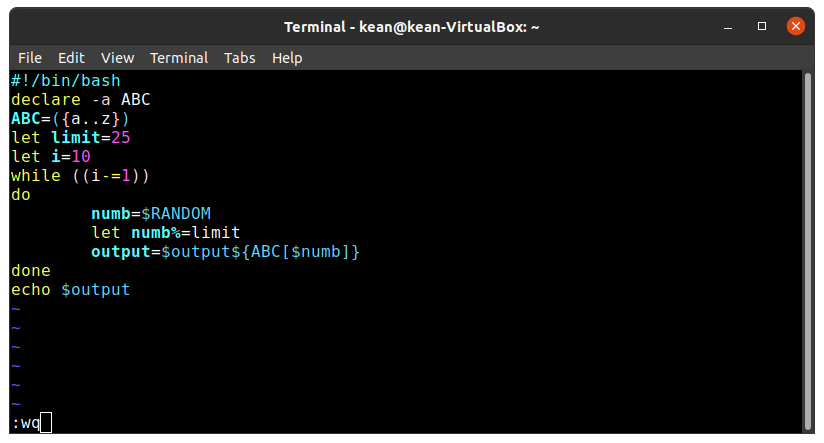 Terminal - kean@kean-VirtualBox: ~
File Edit View Terminal Tabs Help
#!/bin/bash
declare -a ABC
ABC=({a..z})
let limit=25
let i=10
while ((i-=1))
do
        numb=$RANDOM
        let numb%=limit
        output=$output${ABC[$numb]}
done
echo $output
~
~
~
~
~
~
:wq